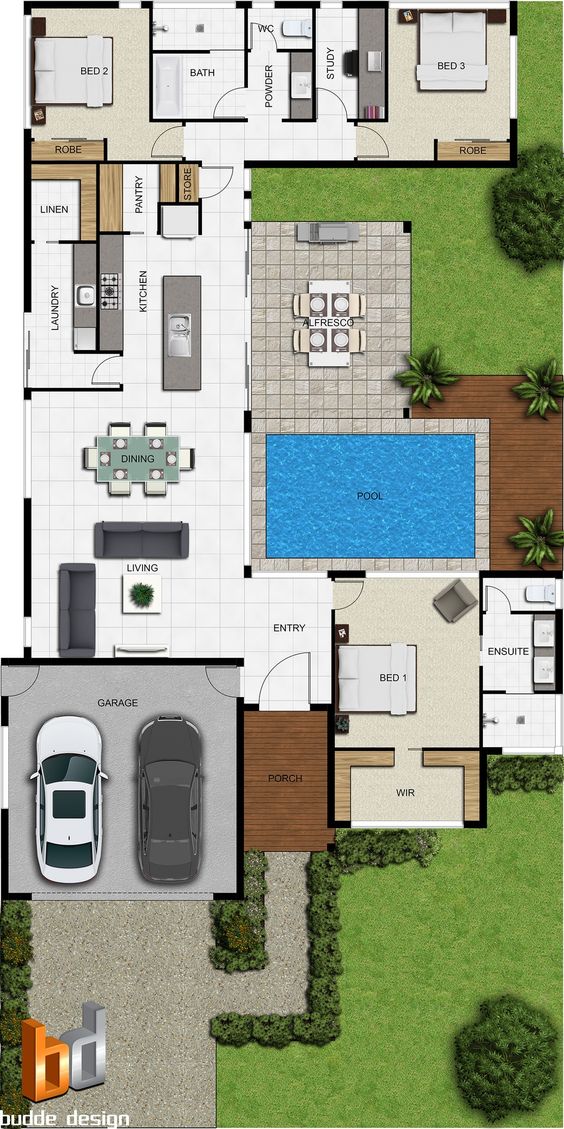 WC
BED 2
BATH
POWDER
STUDY
BED 3
ROBE
ROBE
LINEN
PANTRY
STORE
LAUNDRY
KITCHEN
ALFRESCO
DINING
POOL
LIVING
ENTRY
BED 1
ENSUITE
GARAGE
PORCH
WIR
bd
budde design